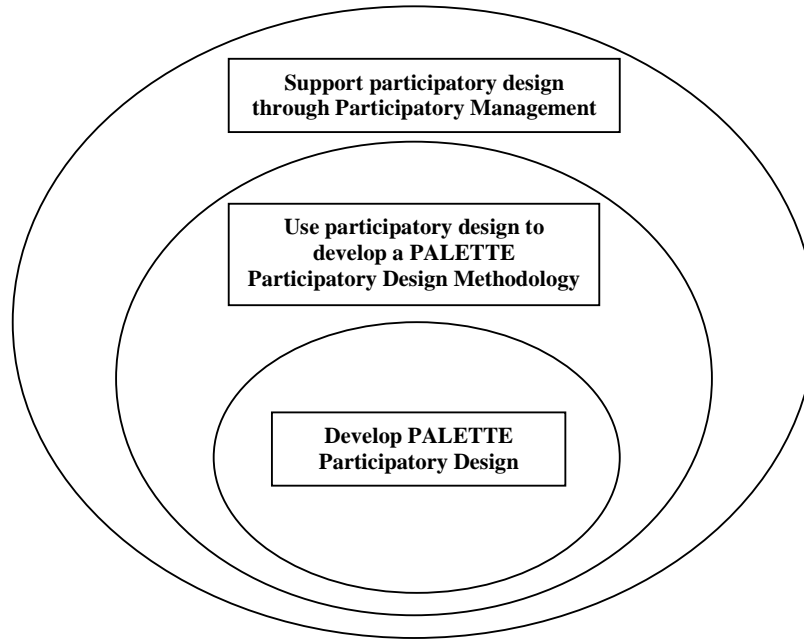 Support participatory design
through Participatory Management
Use participatory design to
develop a PALETTE
Participatory Design Methodology
Develop PALETTE
Participatory Design